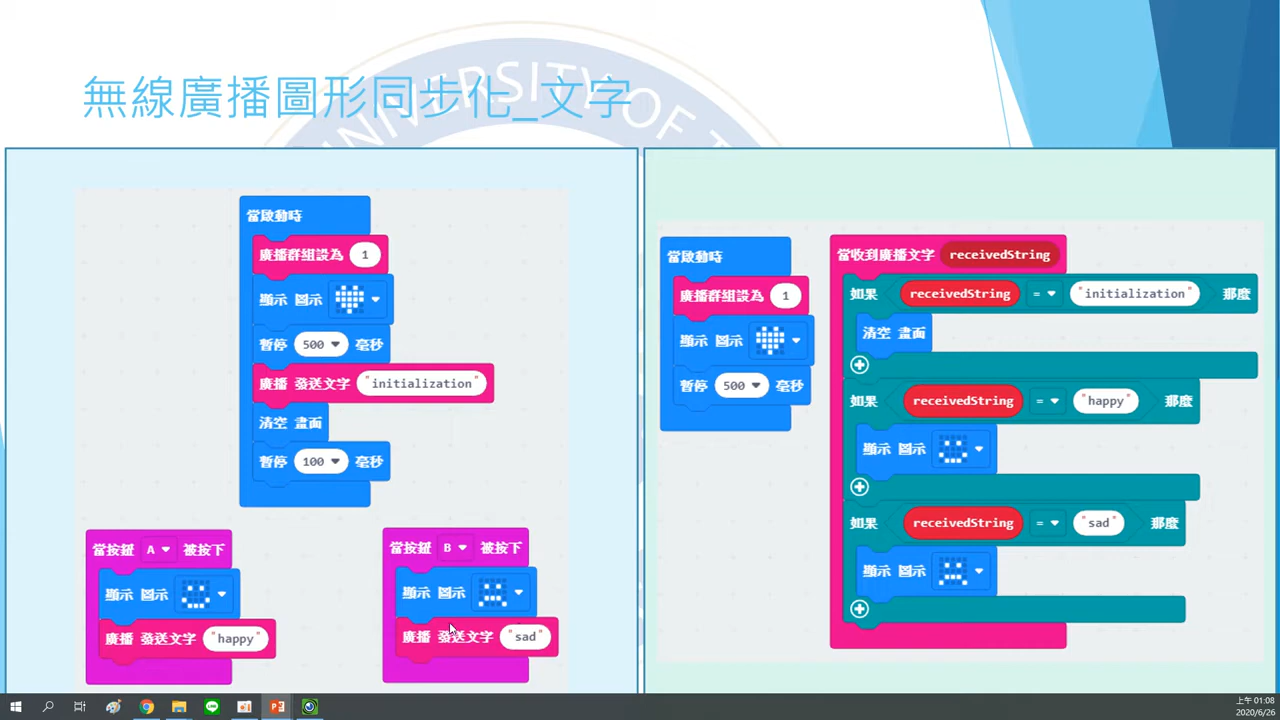 無線廣播圖形同步化_文字
UNIVERSITY OF T
當啟動時
廣播群組設為 1
顯示 圖示
暫停 500 毫秒
廣播 發送文字 "initialization"
清空 畫面
暫停 100 毫秒
當按鈕 A 被按下
顯示 圖示
廣播 發送文字 "happy"
當按鈕 B 被按下
顯示 圖示
廣播 發送文字 "sad"
當啟動時
廣播群組設為 1
顯示 圖示
暫停 500 毫秒
當收到廣播文字 receivedString
如果 receivedString = "initialization" 那麼
清空 畫面
如果 receivedString = "happy" 那麼
顯示 圖示
如果 receivedString = "sad" 那麼
顯示 圖示
上午 01:08
2020/6/26